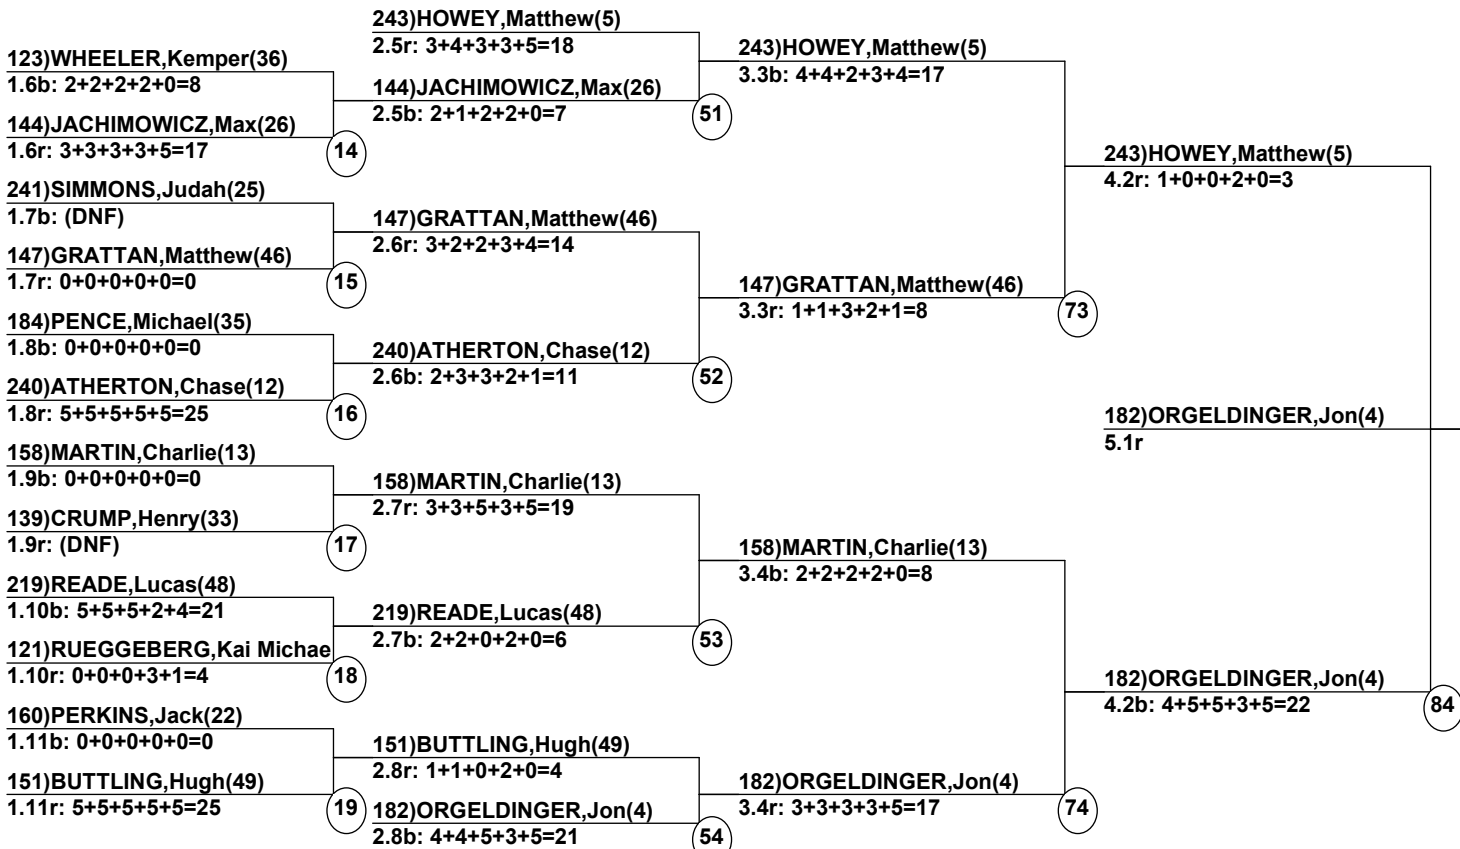 243)HOWEY,Matthew(5)
2.5r: 3+4+3+3+5=18
123)WHEELER,Kemper(36)
1.6b: 2+2+2+2+0=8
243)HOWEY,Matthew(5)
3.3b: 4+4+2+3+4=17
144)JACHIMOWICZ,Max(26)
2.5b: 2+1+2+2+0=7
51
144)JACHIMOWICZ,Max(26)
1.6r: 3+3+3+3+5=17
14
243)HOWEY,Matthew(5)
4.2r: 1+0+0+2+0=3
241)SIMMONS,Judah(25)
1.7b: (DNF)
147)GRATTAN,Matthew(46)
2.6r: 3+2+2+3+4=14
147)GRATTAN,Matthew(46)
1.7r: 0+0+0+0+0=0
15
147)GRATTAN,Matthew(46)
3.3r: 1+1+3+2+1=8
73
184)PENCE,Michael(35)
1.8b: 0+0+0+0+0=0
240)ATHERTON,Chase(12)
2.6b: 2+3+3+2+1=11
52
240)ATHERTON,Chase(12)
1.8r: 5+5+5+5+5=25
16
182)ORGELDINGER,Jon(4)
5.1r
158)MARTIN,Charlie(13)
1.9b: 0+0+0+0+0=0
158)MARTIN,Charlie(13)
2.7r: 3+3+5+3+5=19
139)CRUMP,Henry(33)
1.9r: (DNF)
17
158)MARTIN,Charlie(13)
3.4b: 2+2+2+2+0=8
219)READE,Lucas(48)
1.10b: 5+5+5+2+4=21
219)READE,Lucas(48)
2.7b: 2+2+0+2+0=6
53
121)RUEGGEBERG,Kai Michae
1.10r: 0+0+0+3+1=4
18
182)ORGELDINGER,Jon(4)
4.2b: 4+5+5+3+5=22
84
160)PERKINS,Jack(22)
1.11b: 0+0+0+0+0=0
151)BUTTLING,Hugh(49)
2.8r: 1+1+0+2+0=4
151)BUTTLING,Hugh(49)
1.11r: 5+5+5+5+5=25
19
182)ORGELDINGER,Jon(4)
3.4r: 3+3+3+3+5=17
74
182)ORGELDINGER,Jon(4)
2.8b: 4+4+5+3+5=21
54